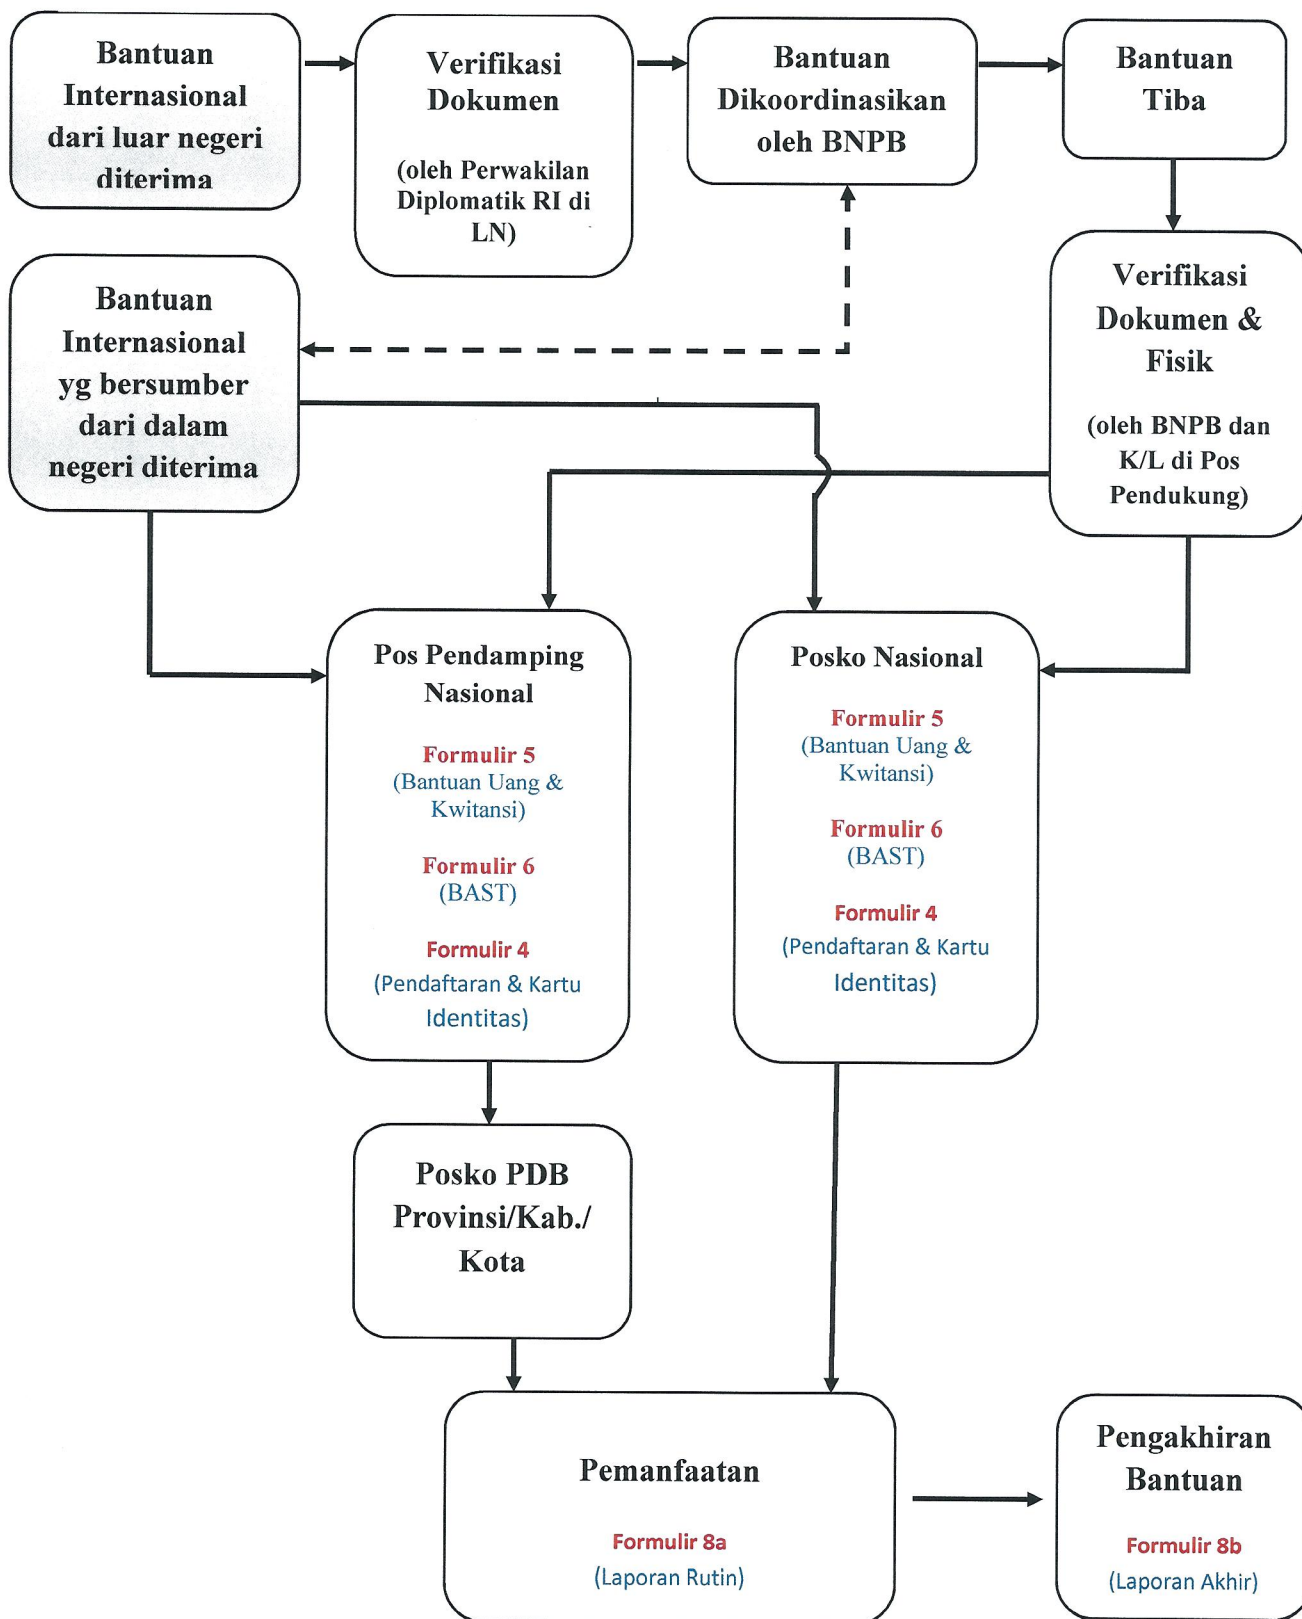 Bantuan
Internasional
dari luar negeri
diterima
Verifikasi
Dokumen
(oleh Perwakilan
Diplomatik RI di
LN)
Bantuan
Dikoordinasikan
oleh BNPB
Bantuan
Tiba
Bantuan
Internasional
yg bersumber
dari dalam
negeri diterima
Verifikasi
Dokumen &
Fisik
(oleh BNPB dan
K/L di Pos
Pendukung)
Pos Pendamping
Nasional
Formulir 5
(Bantuan Uang &
Kwitansi)
Formulir 6
(BAST)
Formulir 4
(Pendaftaran & Kartu
Identitas)
Posko Nasional
Formulir 5
(Bantuan Uang &
Kwitansi)
Formulir 6
(BAST)
Formulir 4
(Pendaftaran & Kartu
Identitas)
Posko PDB
Provinsi/Kab./
Kota
Pemanfaatan
Formulir 8a
(Laporan Rutin)
Pengakhiran
Bantuan
Formulir 8b
(Laporan Akhir)